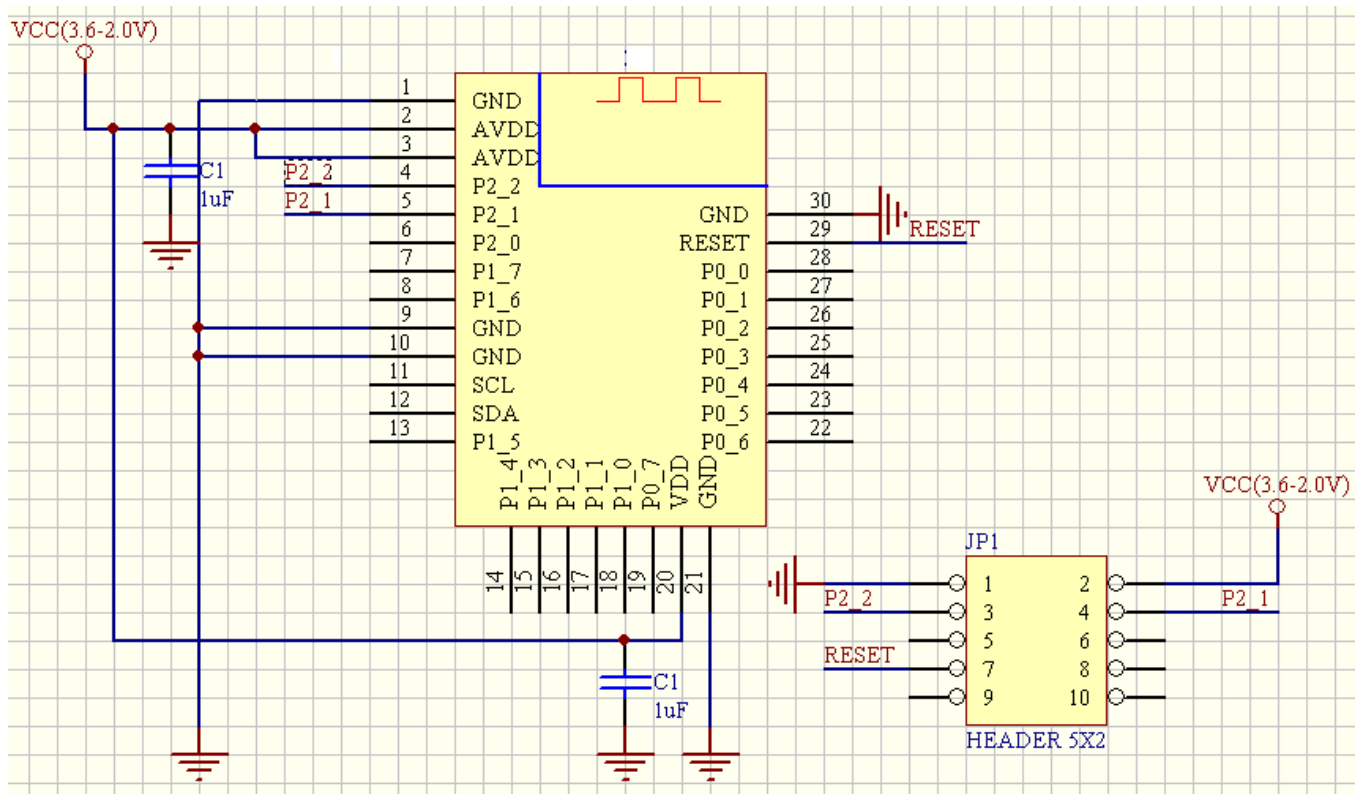 VCC(3.6-2.0V)
1 GND
2 AVDD
3 AVDD
C1
1uF
P2_2 4 P2_2
P2_1 5 P2_1
6 P2_0
7 P1_7
8 P1_6
9 GND
10 GND
11 SCL
12 SDA
13 P1_5
GND 30
RESET 29 RESET
P0_0 28
P0_1 27
P0_2 26
P0_3 25
P0_4 24
P0_5 23
P0_6 22
P1_4 P1_3 P1_2 P1_1 P1_0 P0_7 VDD GND
14 15 16 17 18 19 20 21
C1
1uF
VCC(3.6-2.0V)
JP1
1 2
P2_2 3 4 P2_1
5 6
RESET 7 8
9 10
HEADER 5X2